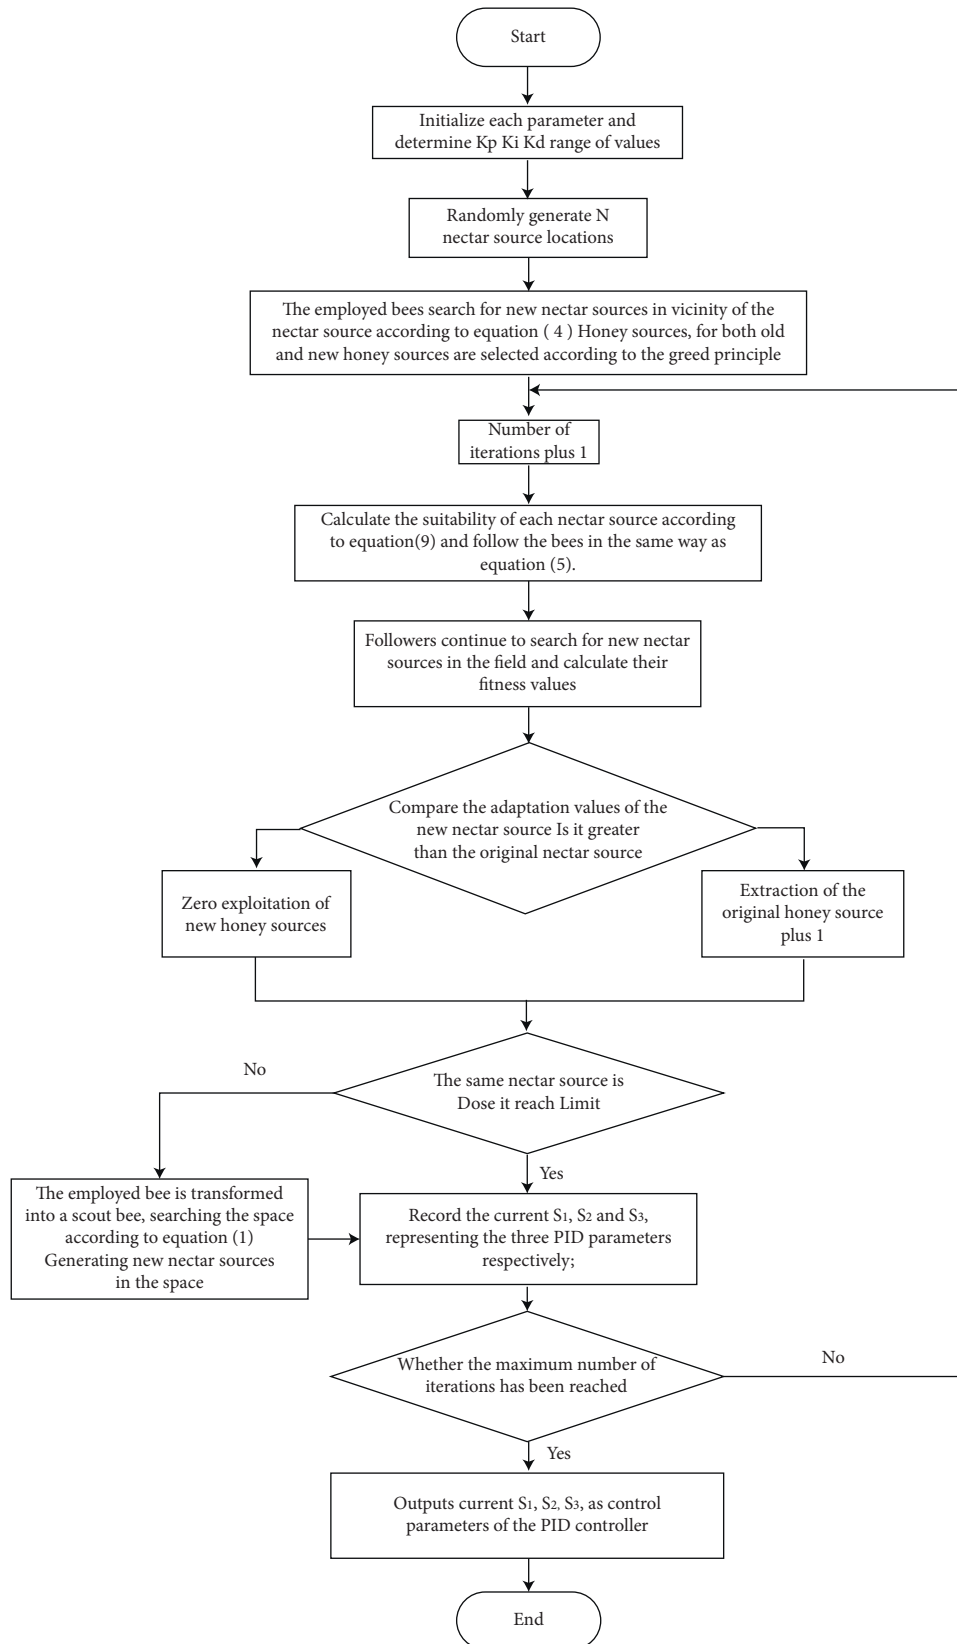 Start
Initialize each parameter and
determine Kp Ki Kd range of values
Randomly generate N
nectar source locations
The employed bees search for new nectar sources in vicinity of the
nectar source according to equation ( 4 ) Honey sources, for both old
and new honey sources are selected according to the greed principle
Number of
iterations plus 1
Calculate the suitability of each nectar source according
to equation(9) and follow the bees in the same way as
equation (5).
Followers continue to search for new nectar
sources in the field and calculate their
fitness values
Compare the adaptation values of the
new nectar source Is it greater
than the original nectar source
Zero exploitation of
new honey sources
Extraction of the
original honey source
plus 1
No
The same nectar source is
Dose it reach Limit
Yes
The employed bee is transformed
into a scout bee, searching the space
according to equation (1)
Generating new nectar sources
in the space
Record the current S1, S2 and S3,
representing the three PID parameters
respectively;
Whether the maximum number of
iterions has been reached
No
Yes
Outputs current S1, S2, S3, as control
parameters of the PID controller
End